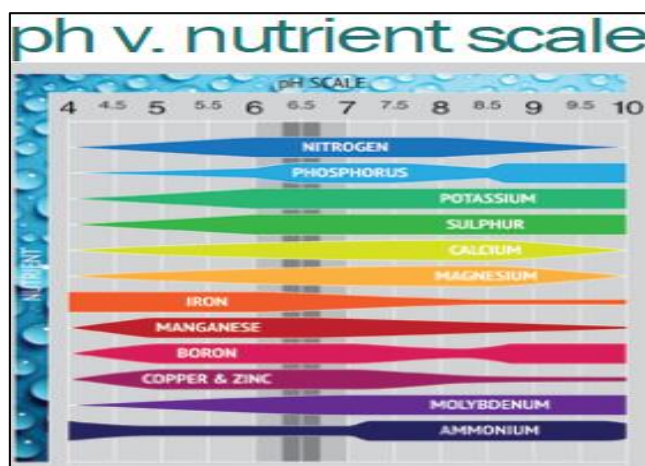 ph v. nutrient scale
pH SCALE
4 4.5 5 5.5 6 6.5 7 7.5 8 8.5 9 9.5 10
NUTRIENT
NITROGEN
PHOSPHORUS
POTASSIUM
SULPHUR
CALCIUM
MAGNESIUM
IRON
MANGANESE
BORON
COPPER & ZINC
MOLYBDENUM
AMMONIUM